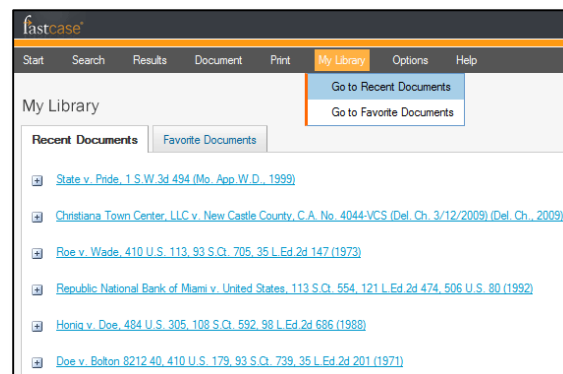 fastcase
Start Search Results Document Print My Library Options Help
Go to Recent Documents
Go to Favorite Documents
My Library
Recent Documents Favorite Documents
State v. Pride, 1 S.W.3d 494 (Mo. App.W.D., 1999)
Christiana Town Center, LLC v. New Castle County, C.A. No. 4044-VCS (Del. Ch. 3/12/2009) (Del. Ch., 2009)
Roe v. Wade, 410 U.S. 113, 93 S.Ct. 705, 35 L.Ed.2d 147 (1973)
Republic National Bank of Miami v. United States, 113 S.Ct. 554, 121 L.Ed.2d 474, 506 U.S. 80 (1992)
Honig v. Doe, 484 U.S. 305, 108 S.Ct. 592, 98 L.Ed.2d 686 (1988)
Doe v. Bolton 8212 40, 410 U.S. 179, 93 S.Ct. 739, 35 L.Ed.2d 201 (1971)